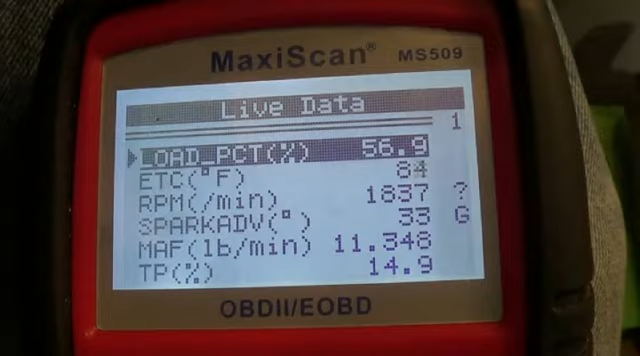 MaxiScan® MS509
Live Data
1
LOAD_PCT(%) 56.9
ETC(°F) 84
RPM(/min) 1837 ?
SPARKADV(°) 33 G
MAF(lb/min) 11.348
TP(%) 14.9
OBDII/EOBD